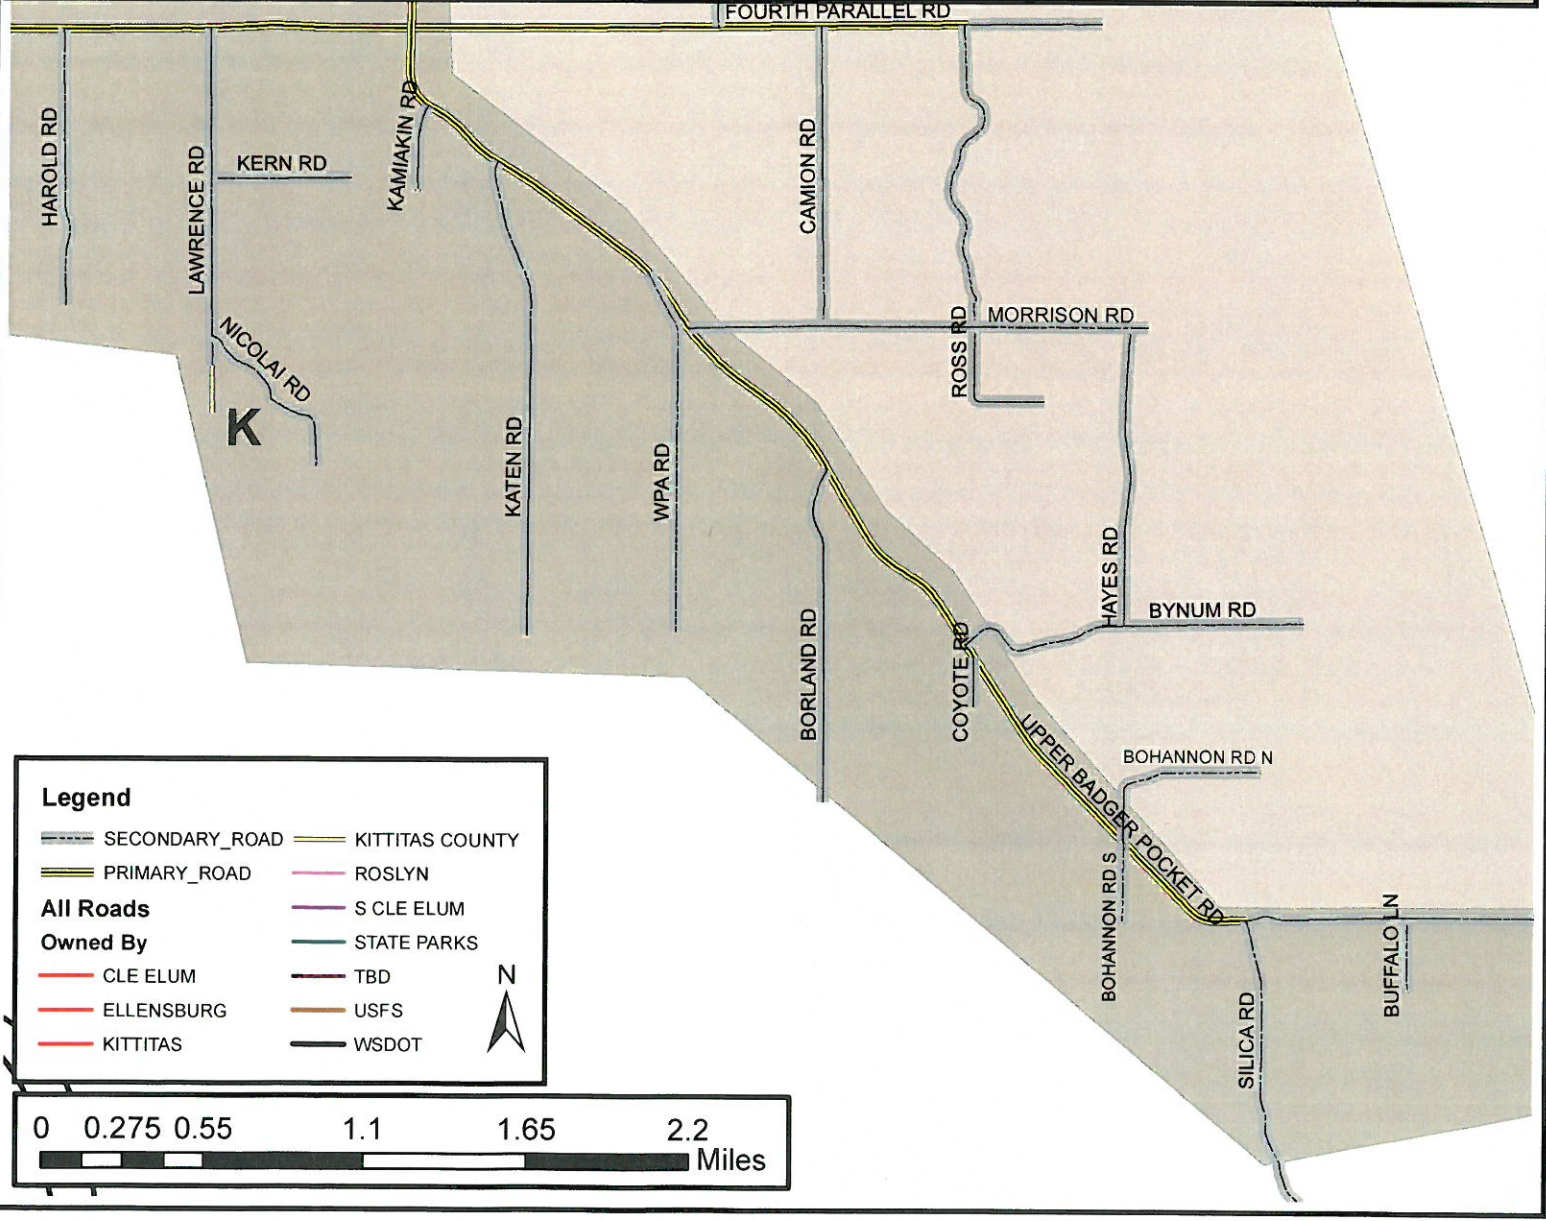 FOURTH PARALLEL RD
HAROLD RD
LAWRENCE RD
KERN RD
KAMIAKIN RD
CAMION RD
NICOLAI RD
K
ROSS RD
MORRISON RD
KATEN RD
WPA RD
HAYES RD
BYNUM RD
BORLAND RD
COYOTE RD
UPPER BADGER POCKET RD
BOHANNON RD N
BOHANNON RD S
BUFFALO LN
SILICA RD
Legend
SECONDARY_ROAD
PRIMARY_ROAD
All Roads
Owned By
CLE ELUM
ELLENSBURG
KITTITAS
KITTITAS COUNTY
ROSLYN
S CLE ELUM
STATE PARKS
TBD
USFS
WSDOT
N
0 0.275 0.55 1.1 1.65 2.2
Miles